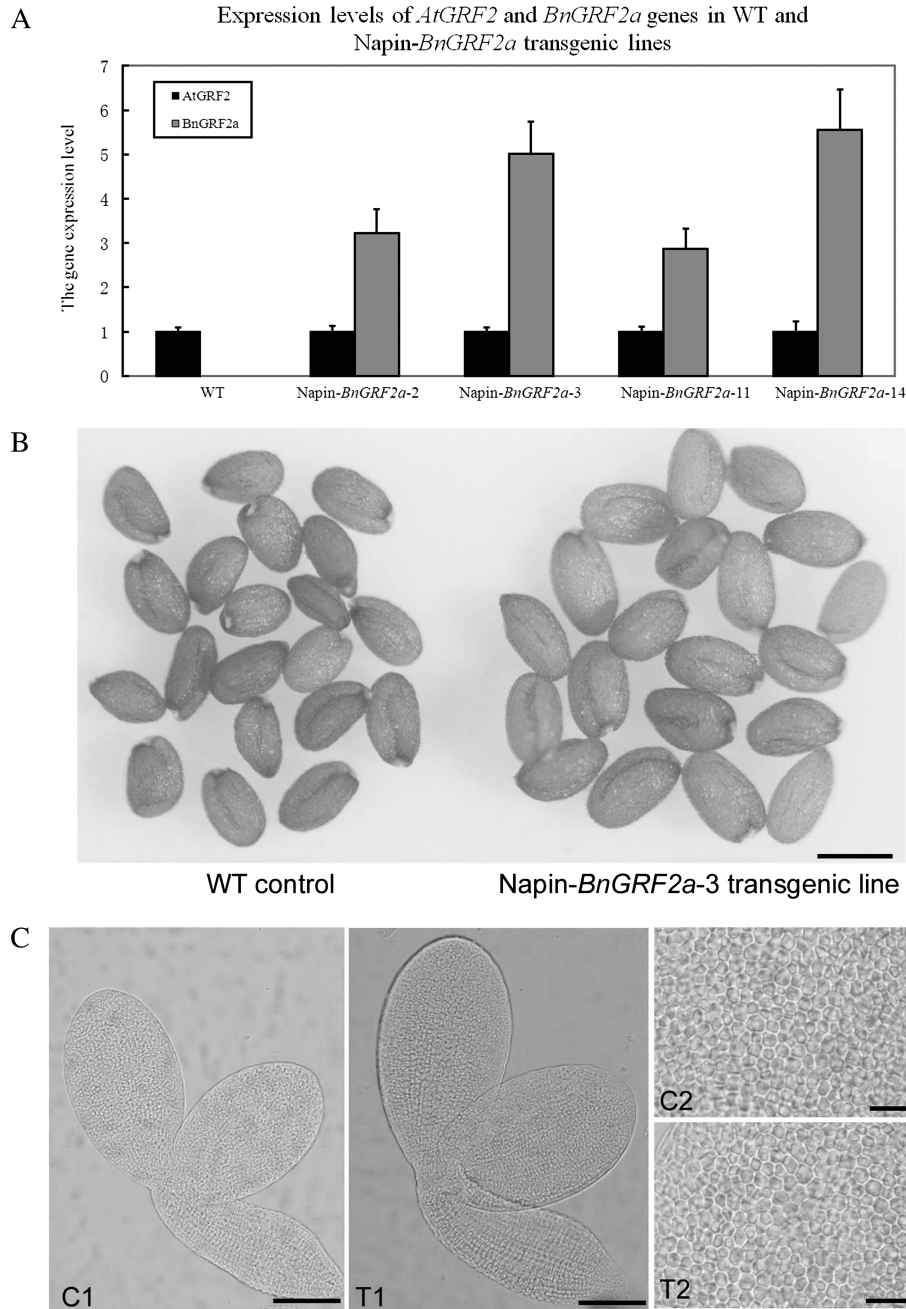 A
Expression levels of AtGRF2 and BnGRF2a genes in WT and
Napin-BnGRF2a transgenic lines
The gene expression level
7
6
5
4
3
2
1
0
AtGRF2
BnGRF2a
WT
Napin-BnGRF2a-2
Napin-BnGRF2a-3
Napin-BnGRF2a-11
Napin-BnGRF2a-14
B
WT control
Napin-BnGRF2a-3 transgenic line
C
C1
T1
C2
T2